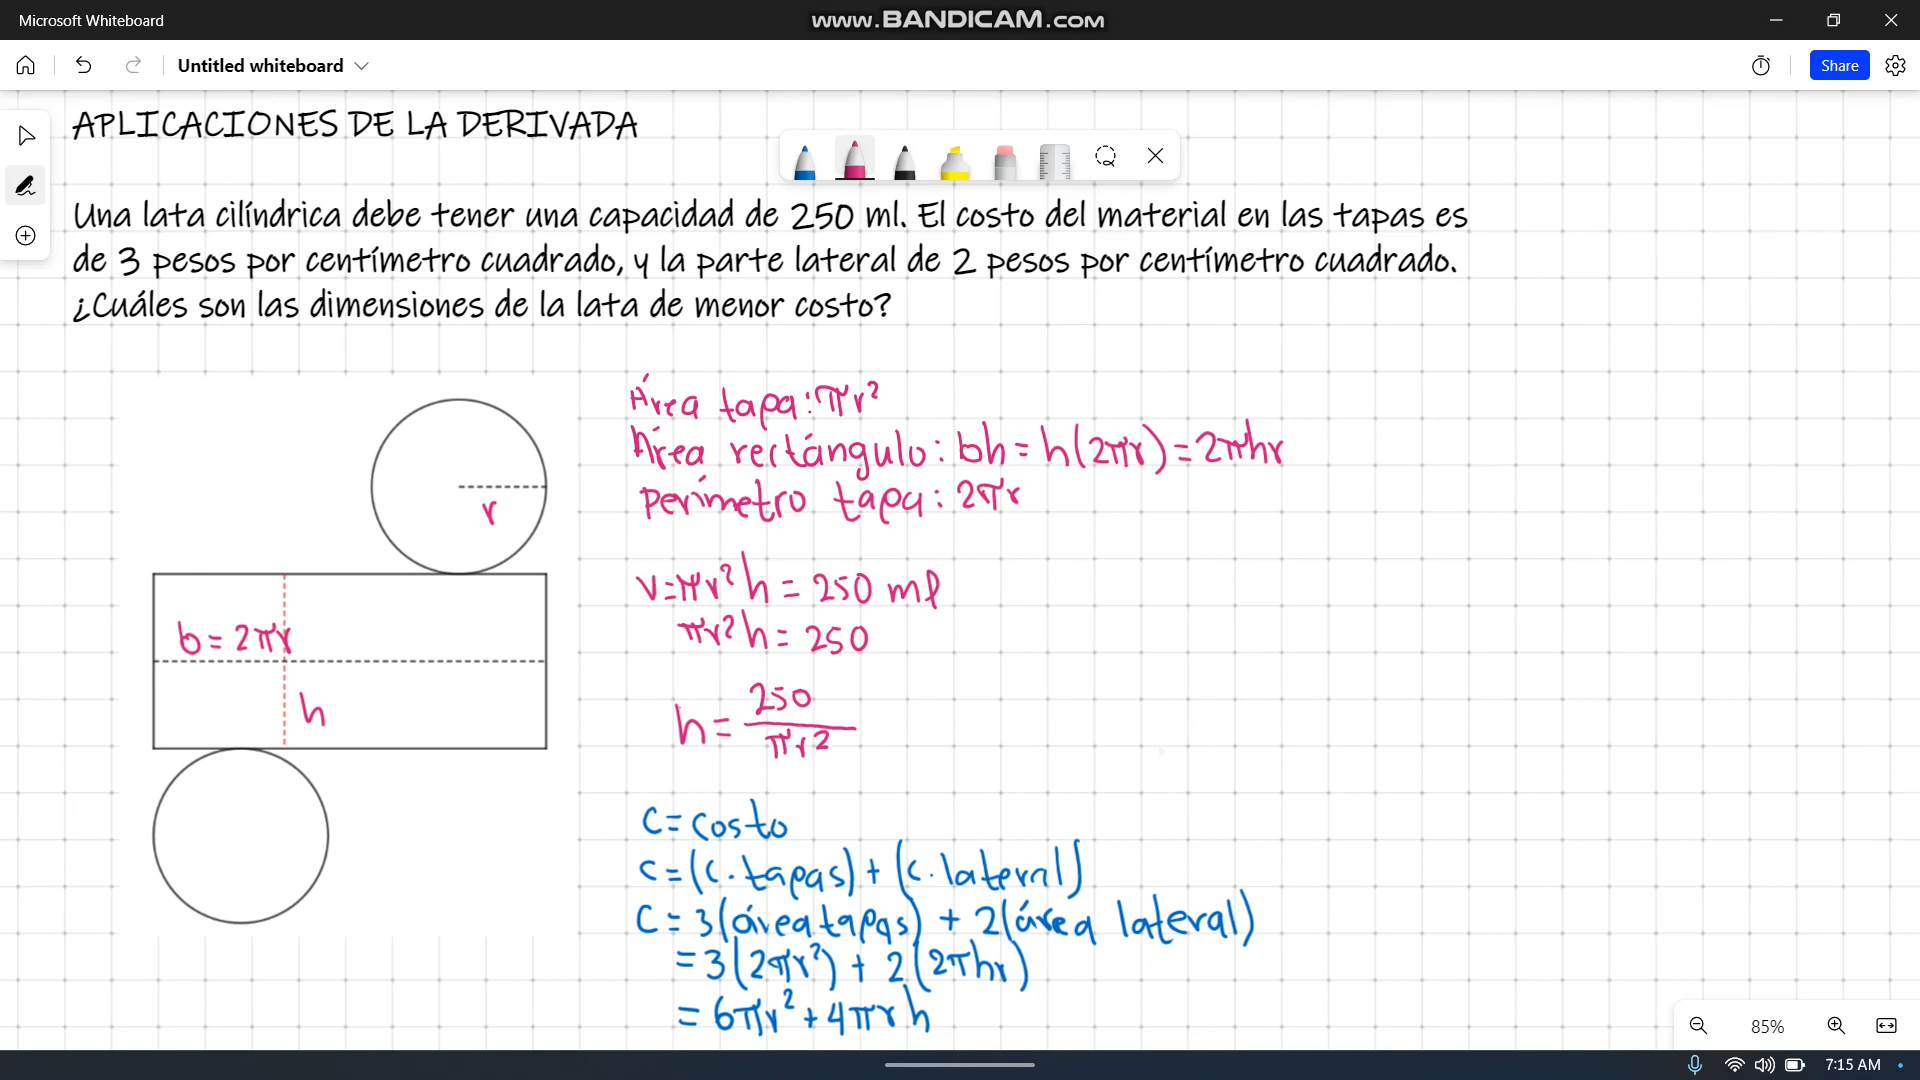 Microsoft Whiteboard
www.BANDICAM.com
Untitled whiteboard
Share
APLICACIONES DE LA DERIVADA
Una lata cilíndrica debe tener una capacidad de 250 ml. El costo del material en las tapas es
de 3 pesos por centímetro cuadrado, y la parte lateral de 2 pesos por centímetro cuadrado.
¿Cuáles son las dimensiones de la lata de menor costo?
r
b = 2πr
h
Área tapa: πr²
Área rectángulo: bh = h(2πr) = 2πhr
perímetro tapa: 2πr
V = πr²h = 250 ml
πr²h = 250
h = 250/πr²
C = costo
C = (C. tapas) + (C. lateral)
C = 3(área tapas) + 2(área lateral)
= 3(2πr²) + 2(2πhr)
= 6πr² + 4πrh
85%
7:15 AM